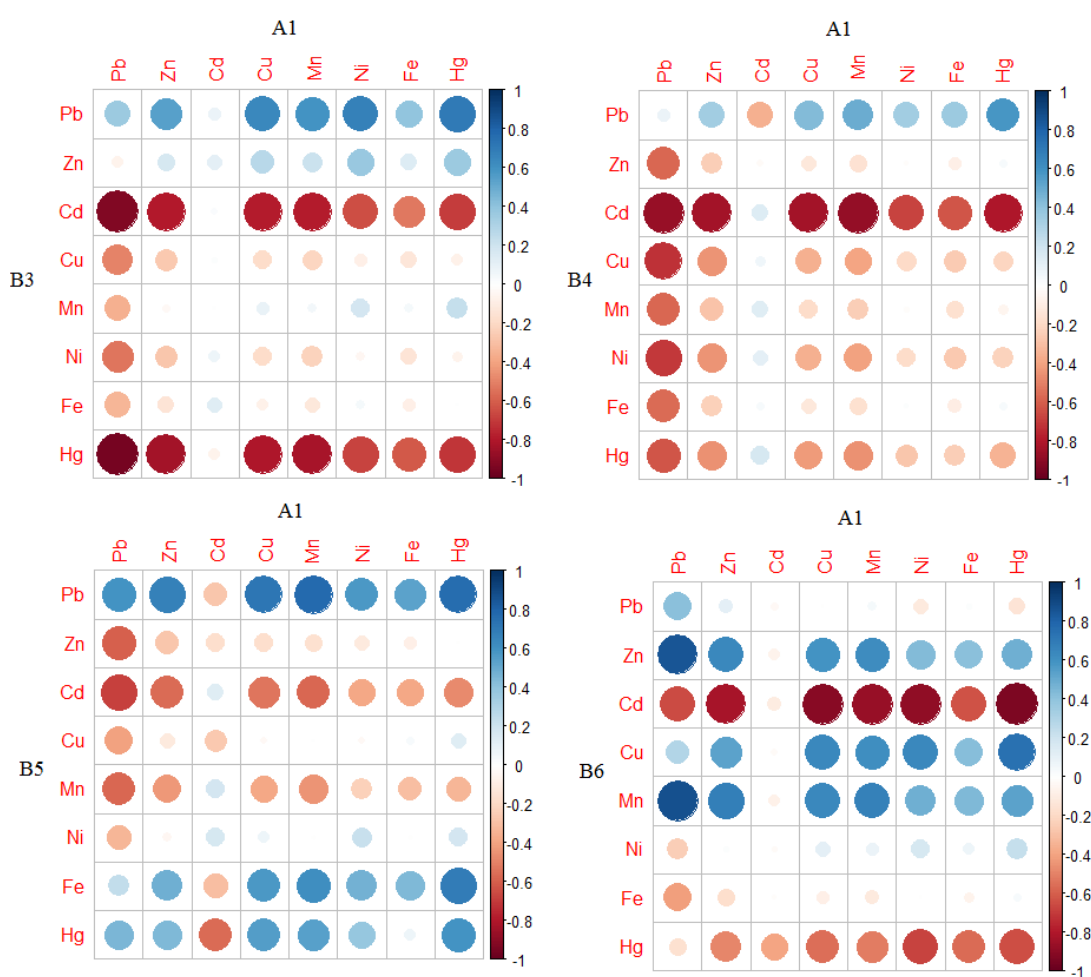 A1
Pb Zn Cd Cu Mn Ni Fe Hg
Pb
Zn
Cd
Cu
Mn
Ni
Fe
Hg
B3
1
0.8
0.6
0.4
0.2
0
-0.2
-0.4
-0.6
-0.8
-1
A1
Pb Zn Cd Cu Mn Ni Fe Hg
Pb
Zn
Cd
Cu
Mn
Ni
Fe
Hg
B4
1
0.8
0.6
0.4
0.2
0
-0.2
-0.4
-0.6
-0.8
-1
A1
Pb Zn Cd Cu Mn Ni Fe Hg
Pb
Zn
Cd
Cu
Mn
Ni
Fe
Hg
B5
1
0.8
0.6
0.4
0.2
0
-0.2
-0.4
-0.6
-0.8
-1
A1
Pb Zn Cd Cu Mn Ni Fe Hg
Pb
Zn
Cd
Cu
Mn
Ni
Fe
Hg
B6
1
0.8
0.6
0.4
0.2
0
-0.2
-0.4
-0.6
-0.8
-1